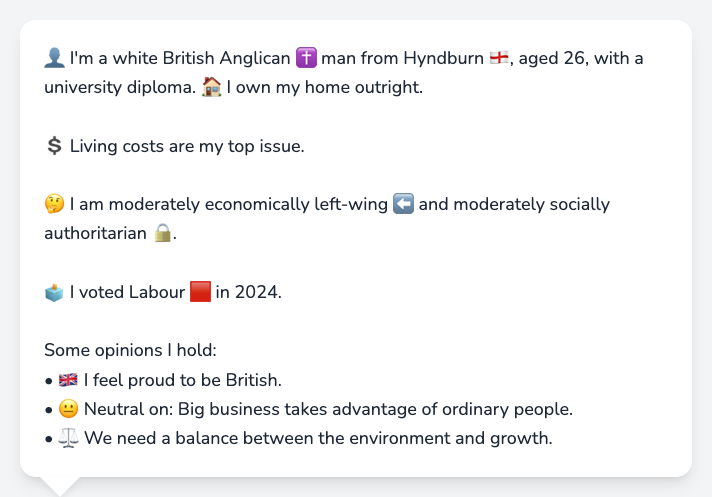 👤 I'm a white British Anglican ✝️ man from Hyndburn 🏴󠁧󠁢󠁥󠁮󠁧󠁿, aged 26, with a
university diploma. 🏠 I own my home outright.
💲 Living costs are my top issue.
🤔 I am moderately economically left-wing ⬅️ and moderately socially
authoritarian 🔒.
🗳️ I voted Labour 🟥 in 2024.
Some opinions I hold:
• 🇬🇧 I feel proud to be British.
• 😐 Neutral on: Big business takes advantage of ordinary people.
• ⚖️ We need a balance between the environment and growth.